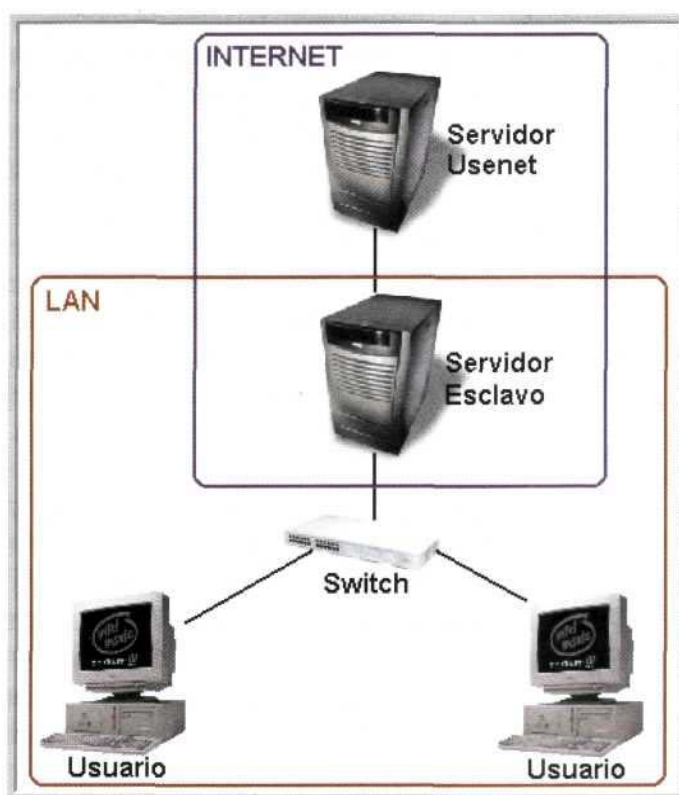 INTERNET
Servidor
Usenet
LAN
Servidor
Esclavo
Switch
Usuario
Usuario